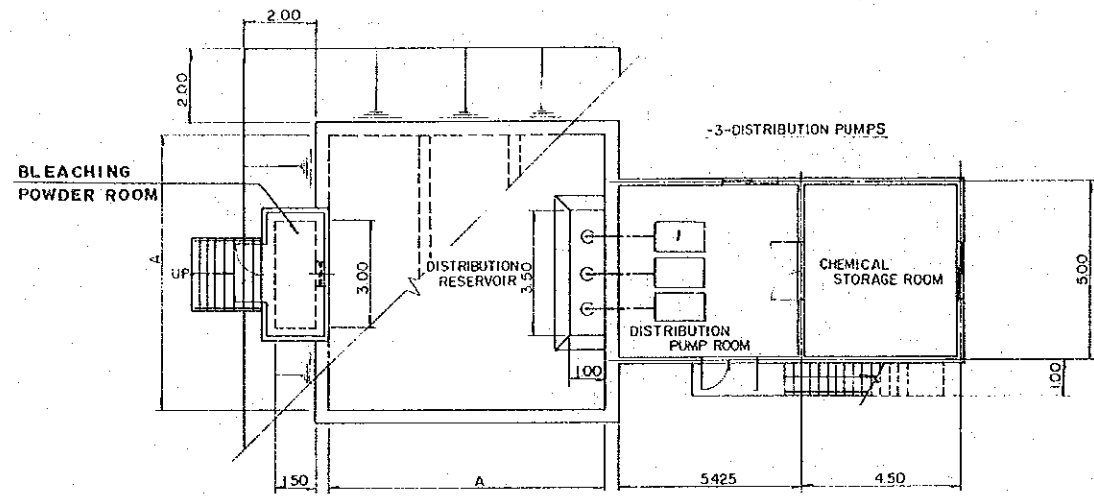 2.00
2.00
-3-DISTRIBUTION PUMPS
BLEACHING
POWDER ROOM
A
UP
3.00
DISTRIBUTION
RESERVOIR
3.50
1
CHEMICAL
STORAGE ROOM
5.00
DISTRIBUTION
PUMP ROOM
1.00
1.00
1.50
A
5.425
4.50